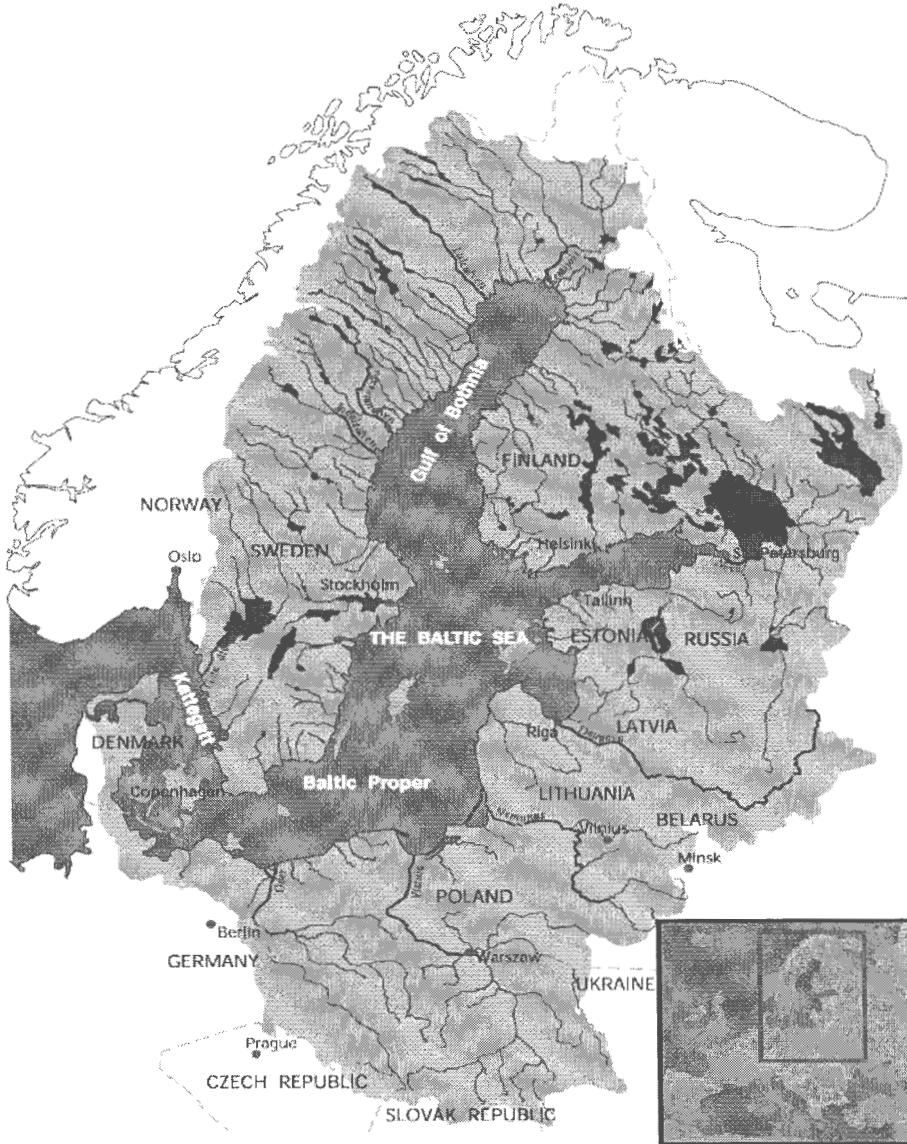 Gulf of Bothnia
FINLAND
NORWAY
SWEDEN
Helsinki
St. Petersburg
Oslo
Stockholm
Tallinn
THE BALTIC SEA
ESTONIA
RUSSIA
Kattegatt
DENMARK
Riga
LATVIA
Copenhagen
Baltic Proper
LITHUANIA
BELARUS
Nemunas
Vilnius
Minsk
POLAND
Berlin
Warszaw
GERMANY
UKRAINE
Prague
CZECH REPUBLIC
SLOVAK REPUBLIC